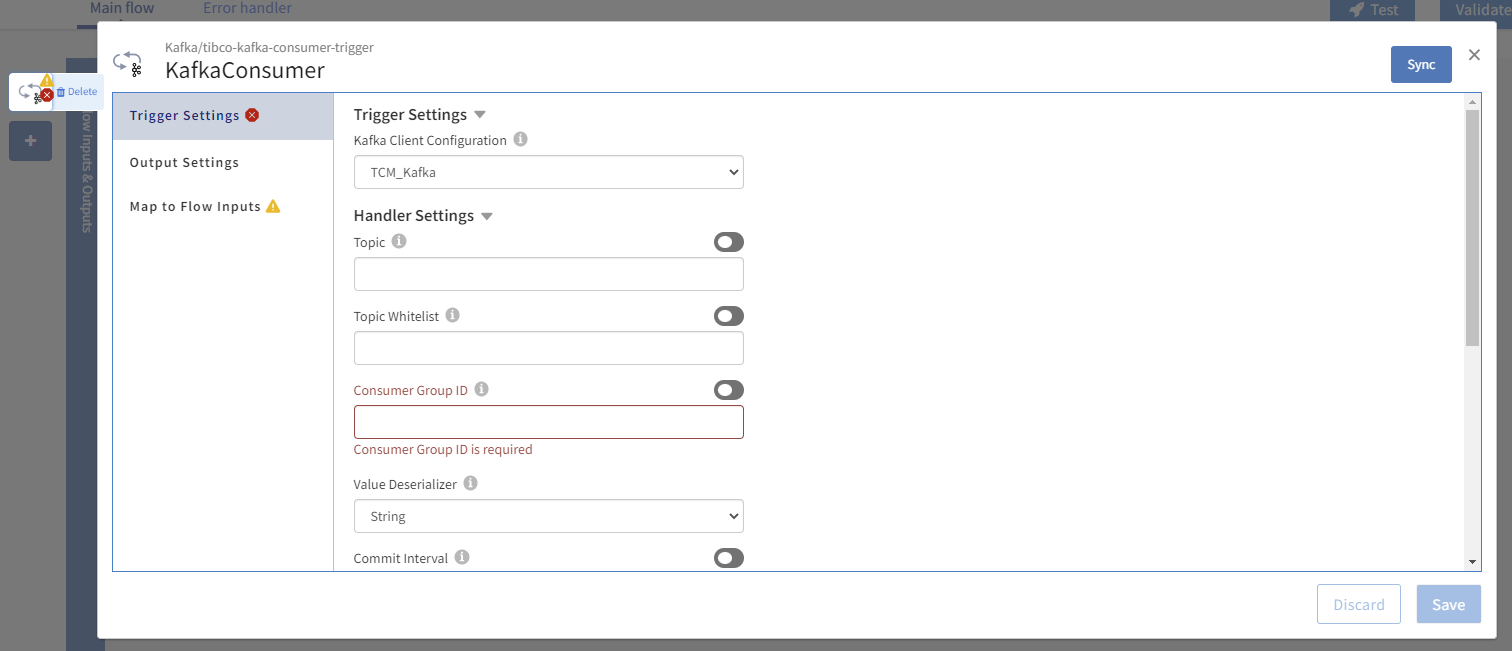 Main flow
Error handler
Test
Validate
Kafka/tibco-kafka-consumer-trigger
KafkaConsumer
Sync
Delete
Trigger Settings
Output Settings
Map to Flow Inputs
Flow Inputs & Outputs
Trigger Settings
Kafka Client Configuration
TCM_Kafka
Handler Settings
Topic
Topic Whitelist
Consumer Group ID
Consumer Group ID is required
Value Deserializer
String
Commit Interval
Discard
Save